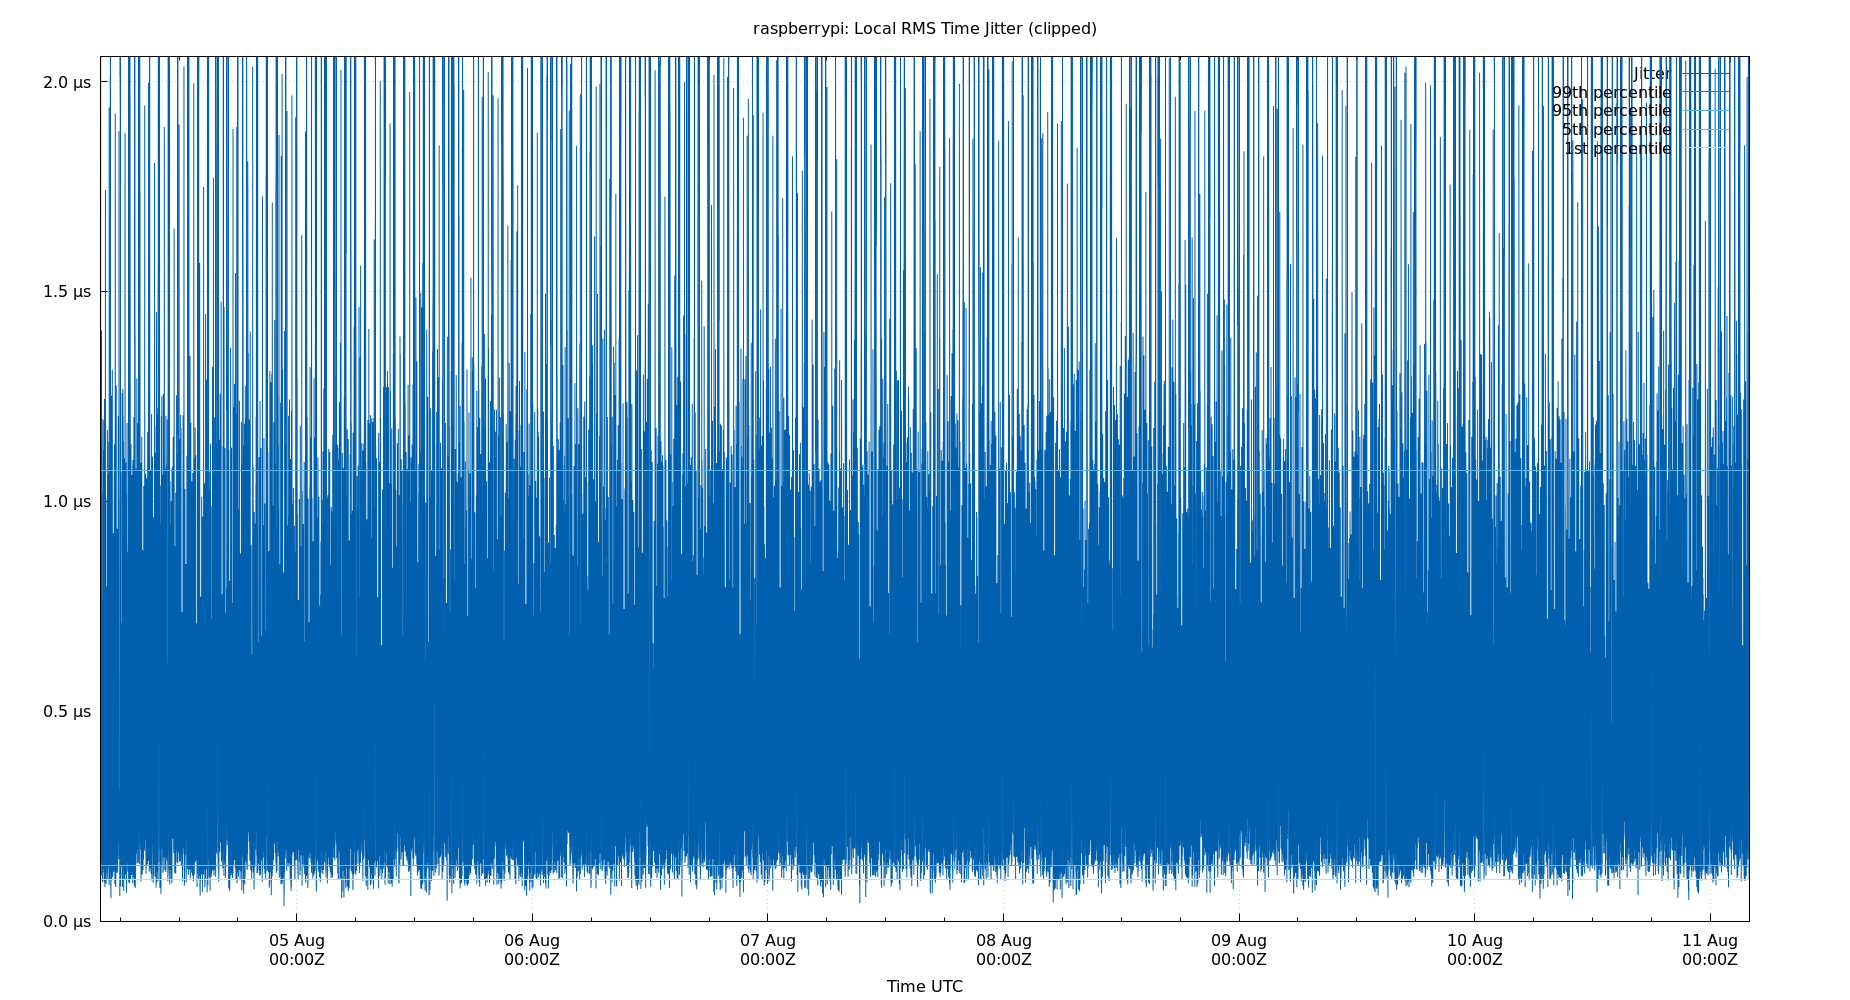 raspberrypi: Local RMS Time Jitter (clipped)
2.0 µs
1.5 µs
1.0 µs
0.5 µs
0.0 µs
Jitter
99th percentile
95th percentile
5th percentile
1st percentile
05 Aug
00:00Z
06 Aug
00:00Z
07 Aug
00:00Z
08 Aug
00:00Z
09 Aug
00:00Z
10 Aug
00:00Z
11 Aug
00:00Z
Time UTC